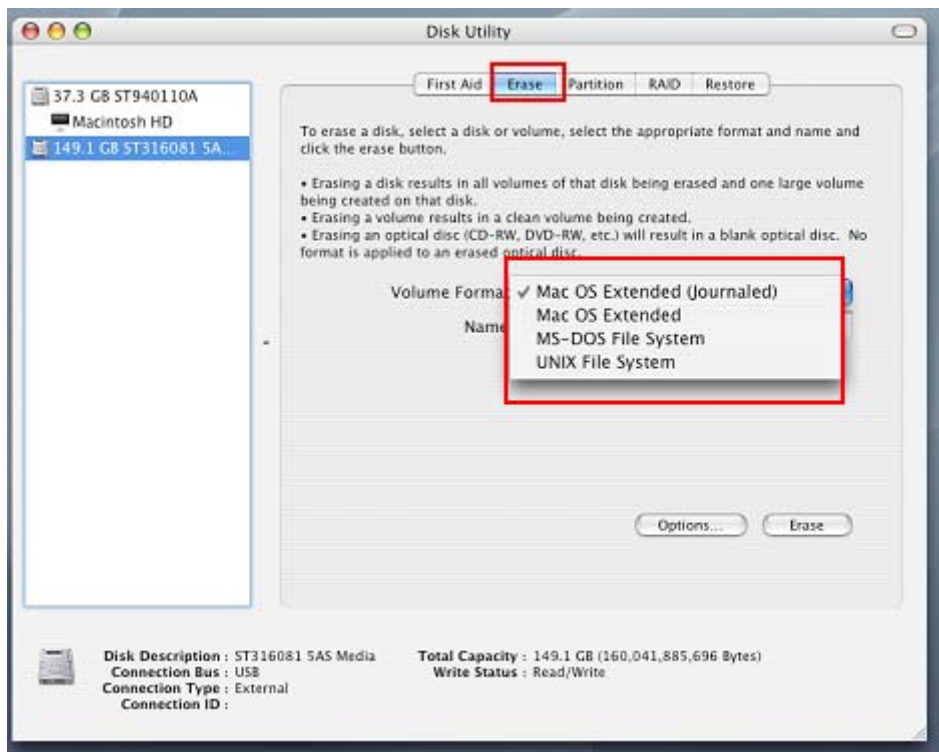 Disk Utility
37.3 GB ST940110A
Macintosh HD
149.1 GB ST316081 5A...
First Aid
Erase
Partition
RAID
Restore
To erase a disk, select a disk or volume, select the appropriate format and name and
click the erase button.
• Erasing a disk results in all volumes of that disk being erased and one large volume
being created on that disk.
• Erasing a volume results in a clean volume being created.
• Erasing an optical disc (CD-RW, DVD-RW, etc.) will result in a blank optical disc. No
format is applied to an erased optical disc.
Volume Format
✓ Mac OS Extended (Journaled)
Mac OS Extended
MS-DOS File System
UNIX File System
Name
Options...
Erase
Disk Description : ST316081 5AS Media
Connection Bus : USB
Connection Type : External
Connection ID :
Total Capacity : 149.1 GB (160,041,885,696 Bytes)
Write Status : Read/Write